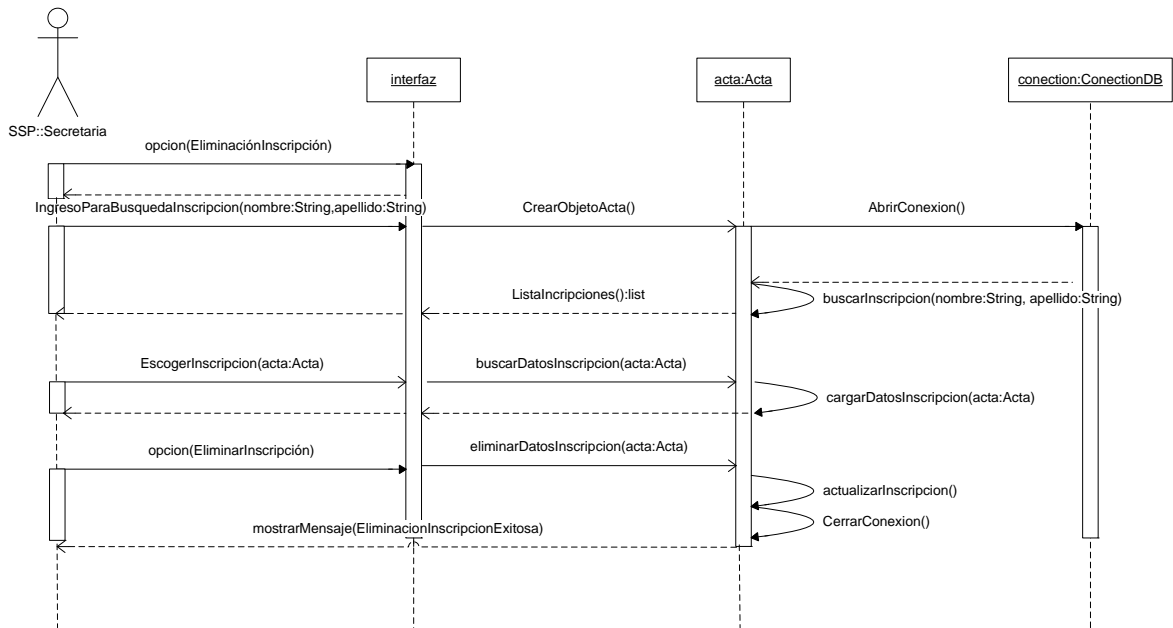 interfaz
acta:Acta
conection:ConectionDB
SSP::Secretaria
opcion(EliminaciónInscripción)
IngresoParaBusquedaInscripcion(nombre:String,apellido:String)
CrearObjetoActa()
AbrirConexion()
ListaIncripciones():list
buscarInscripcion(nombre:String, apellido:String)
EscogerInscripcion(acta:Acta)
buscarDatosInscripcion(acta:Acta)
cargarDatosInscripcion(acta:Acta)
opcion(EliminarInscripción)
eliminarDatosInscripcion(acta:Acta)
actualizarInscripcion()
mostrarMensaje(EliminacionInscripcionExitosa)
CerrarConexion()